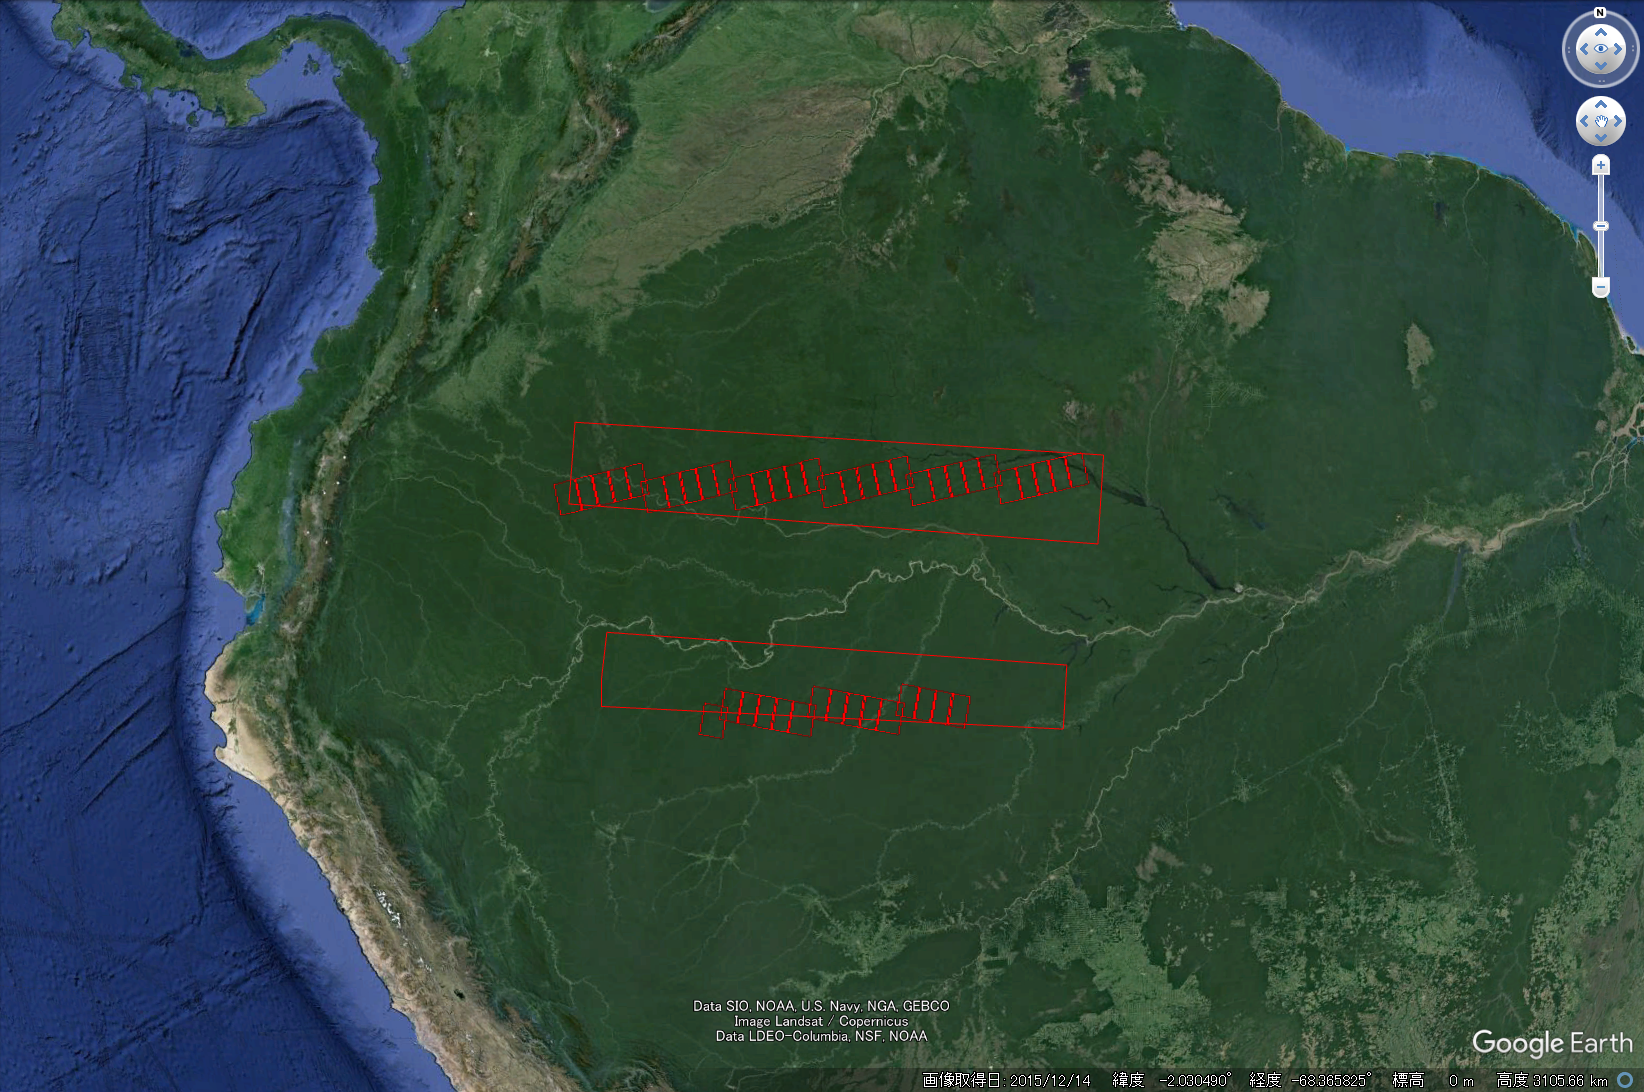 N
Data SIO, NOAA, U.S. Navy, NGA, GEBCO
Image Landsat / Copernicus
Data LDEO-Columbia, NSF, NOAA
Google Earth
画像取得日: 2015/12/14 緯度 -2.030490° 経度 -68.365825° 標高 0 m 高度 3105.66 km